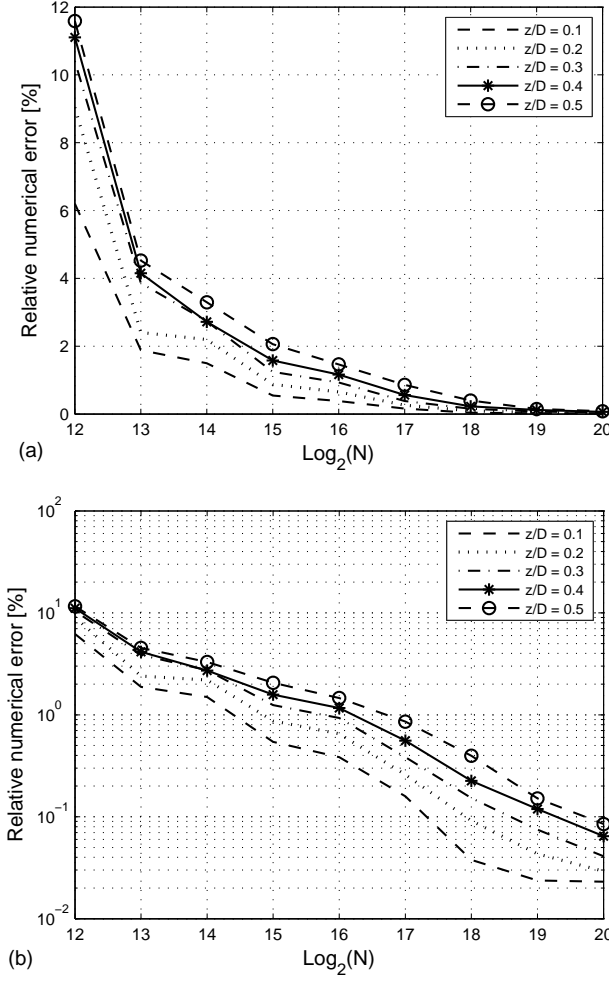 12
10
8
6
4
2
0
Relative numerical error [%]
z/D = 0.1
z/D = 0.2
z/D = 0.3
z/D = 0.4
z/D = 0.5
12 13 14 15 16 17 18 19 20
Log₂(N)
(a)
10²
10¹
10⁰
10⁻¹
10⁻²
Relative numerical error [%]
z/D = 0.1
z/D = 0.2
z/D = 0.3
z/D = 0.4
z/D = 0.5
12 13 14 15 16 17 18 19 20
Log₂(N)
(b)